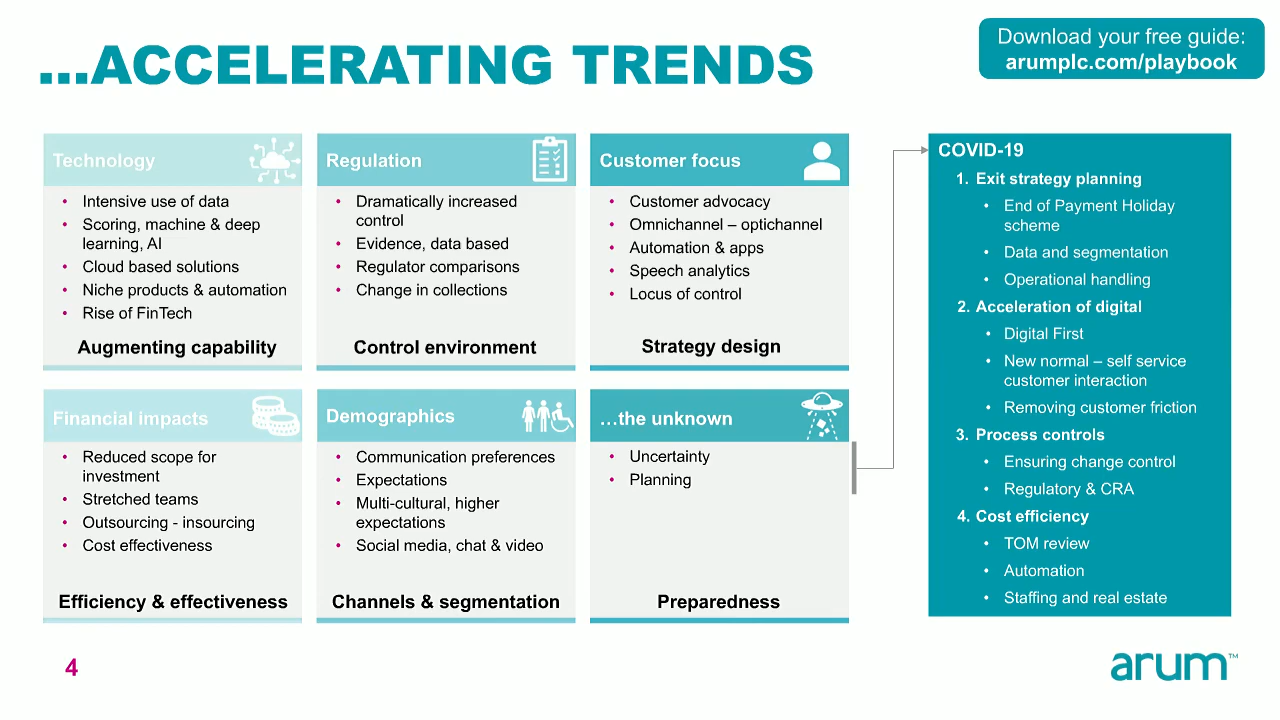 ...ACCELERATING TRENDS
Download your free guide:
arumplc.com/playbook
Technology
• Intensive use of data
• Scoring, machine & deep
learning, AI
• Cloud based solutions
• Niche products & automation
• Rise of FinTech
Augmenting capability
Regulation
• Dramatically increased
control
• Evidence, data based
• Regulator comparisons
• Change in collections
Control environment
Customer focus
• Customer advocacy
• Omnichannel – optichannel
• Automation & apps
• Speech analytics
• Locus of control
Strategy design
Financial impacts
• Reduced scope for
investment
• Stretched teams
• Outsourcing - insourcing
• Cost effectiveness
Efficiency & effectiveness
Demographics
• Communication preferences
• Expectations
• Multi-cultural, higher
expectations
• Social media, chat & video
Channels & segmentation
...the unknown
• Uncertainty
• Planning
Preparedness
COVID-19
1. Exit strategy planning
• End of Payment Holiday
scheme
• Data and segmentation
• Operational handling
2. Acceleration of digital
• Digital First
• New normal – self service
customer interaction
• Removing customer friction
3. Process controls
• Ensuring change control
• Regulatory & CRA
4. Cost efficiency
• TOM review
• Automation
• Staffing and real estate
4
arum™